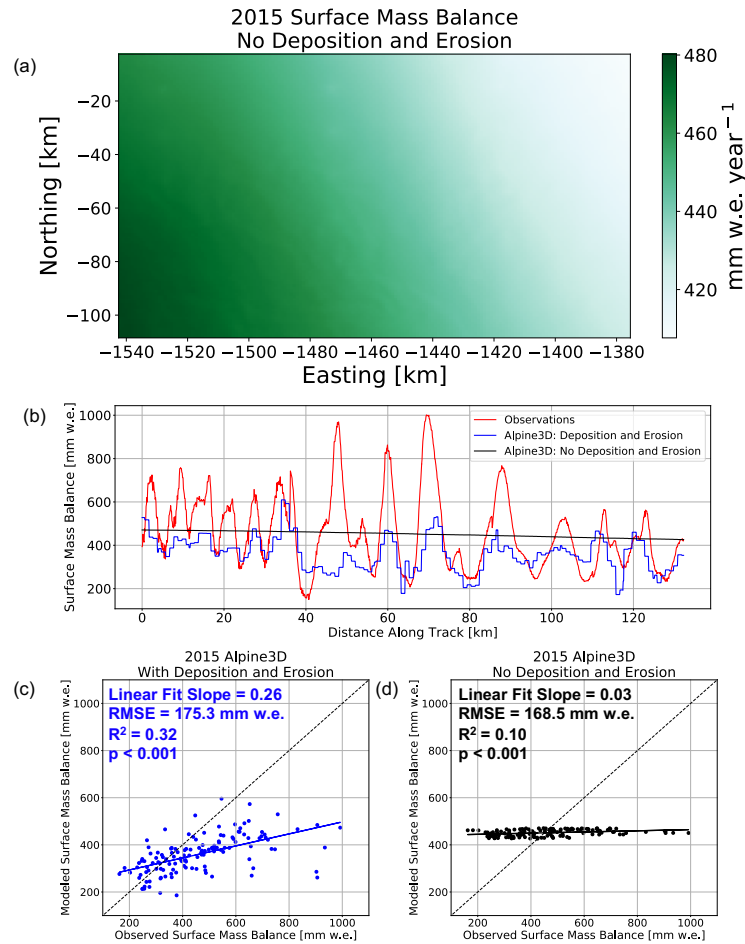 2015 Surface Mass Balance
No Deposition and Erosion
(a)
−20
−40
−60
−80
−100
Northing [km]
−1540 −1520 −1500 −1480 −1460 −1440 −1420 −1400 −1380
Easting [km]
480
460
440
420
mm w.e. year−1
(b)
1000
800
600
400
200
Surface Mass Balance [mm w.e.]
Observations
Alpine3D: Deposition and Erosion
Alpine3D: No Deposition and Erosion
0 20 40 60 80 100 120
Distance Along Track [km]
(c)
2015 Alpine3D
With Deposition and Erosion
Linear Fit Slope = 0.26
RMSE = 175.3 mm w.e.
R2 = 0.32
p < 0.001
1000
800
600
400
200
Modeled Surface Mass Balance [mm w.e.]
200 400 600 800 1000
Observed Surface Mass Balance [mm w.e.]
(d)
2015 Alpine3D
No Deposition and Erosion
Linear Fit Slope = 0.03
RMSE = 168.5 mm w.e.
R2 = 0.10
p < 0.001
1000
800
600
400
200
Modeled Surface Mass Balance [mm w.e.]
200 400 600 800 1000
Observed Surface Mass Balance [mm w.e.]